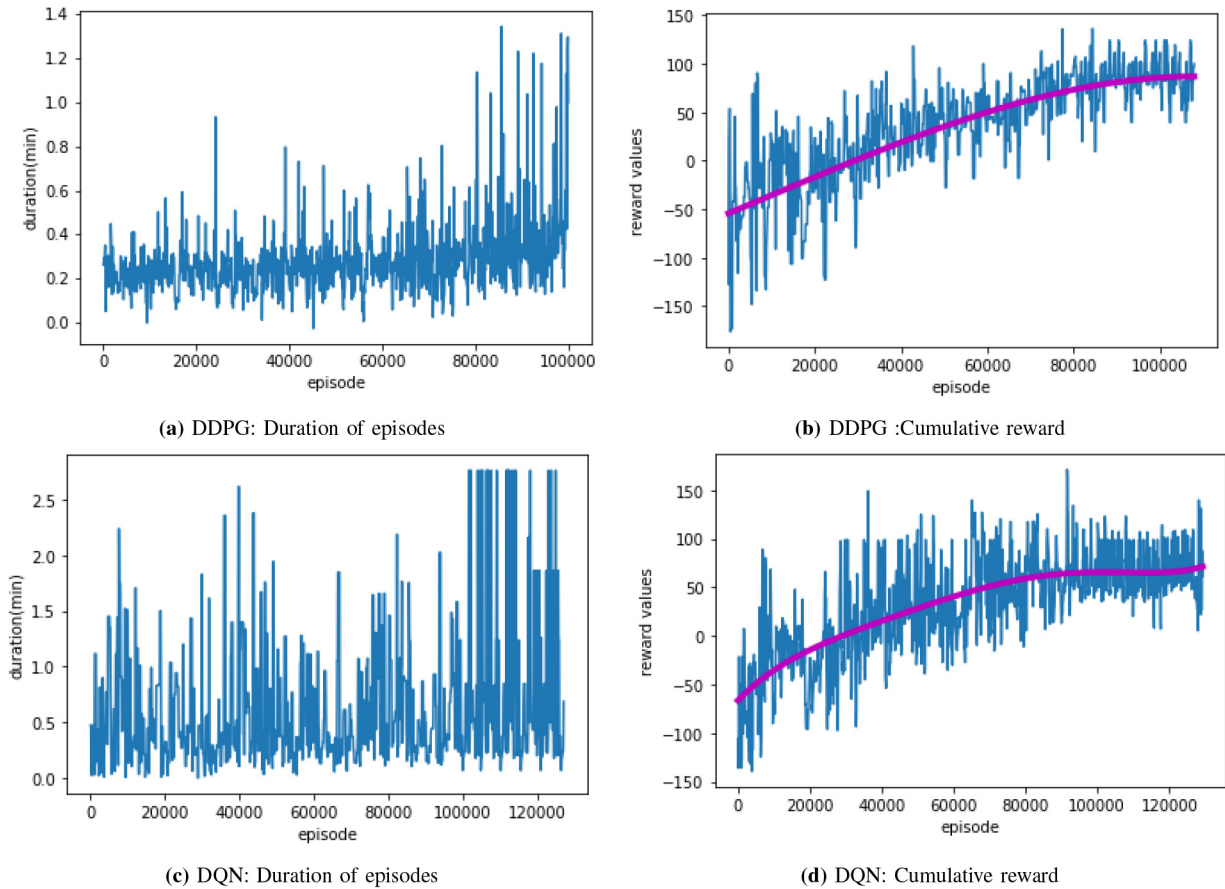 1.4
1.2
1.0
0.8
0.6
0.4
0.2
0.0
duration(min)
0 20000 40000 60000 80000 100000
episode
(a) DDPG: Duration of episodes
150
100
50
0
−50
−100
−150
reward values
0 20000 40000 60000 80000 100000
episode
(b) DDPG :Cumulative reward
2.5
2.0
1.5
1.0
0.5
0.0
duration(min)
0 20000 40000 60000 80000 100000 120000
episode
(c) DQN: Duration of episodes
150
100
50
0
−50
−100
−150
reward values
0 20000 40000 60000 80000 100000 120000
episode
(d) DQN: Cumulative reward